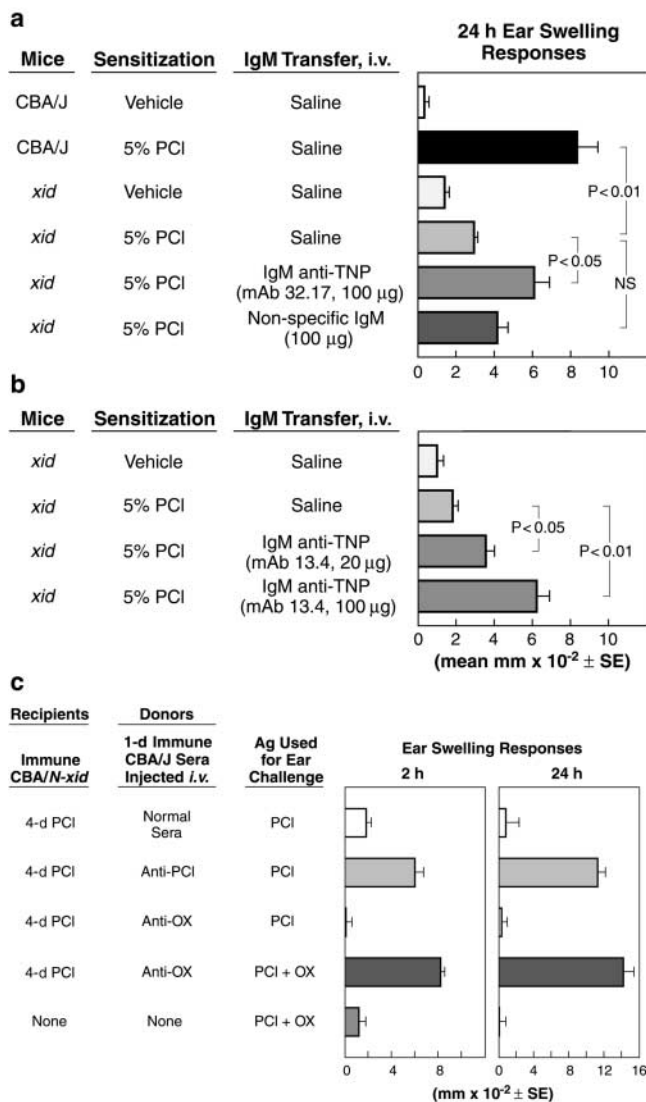 a
24 h Ear Swelling
Responses
Mice Sensitization IgM Transfer, i.v.
CBA/J Vehicle Saline
CBA/J 5% PCl Saline
xid Vehicle Saline
P < 0.01
xid 5% PCl Saline
P < 0.05
xid 5% PCl IgM anti-TNP
(mAb 32.17, 100 μg)
NS
xid 5% PCl Non-specific IgM
(100 μg)
0 2 4 6 8 10
b
Mice Sensitization IgM Transfer, i.v.
xid Vehicle Saline
xid 5% PCl Saline
P < 0.05
xid 5% PCl IgM anti-TNP
(mAb 13.4, 20 μg)
P < 0.01
xid 5% PCl IgM anti-TNP
(mAb 13.4, 100 μg)
0 2 4 6 8 10
(mean mm x 10-2 ± SE)
c
Recipients Donors
Immune
CBA/N-xid
1-d Immune
CBA/J Sera
Injected i.v.
Ag Used
for Ear
Challenge
Ear Swelling Responses
2 h 24 h
4-d PCl Normal
Sera PCl
4-d PCl Anti-PCl PCl
4-d PCl Anti-OX PCl
4-d PCl Anti-OX PCl + OX
None None PCl + OX
0 4 8 0 4 8 12 16
(mm x 10-2 ± SE)